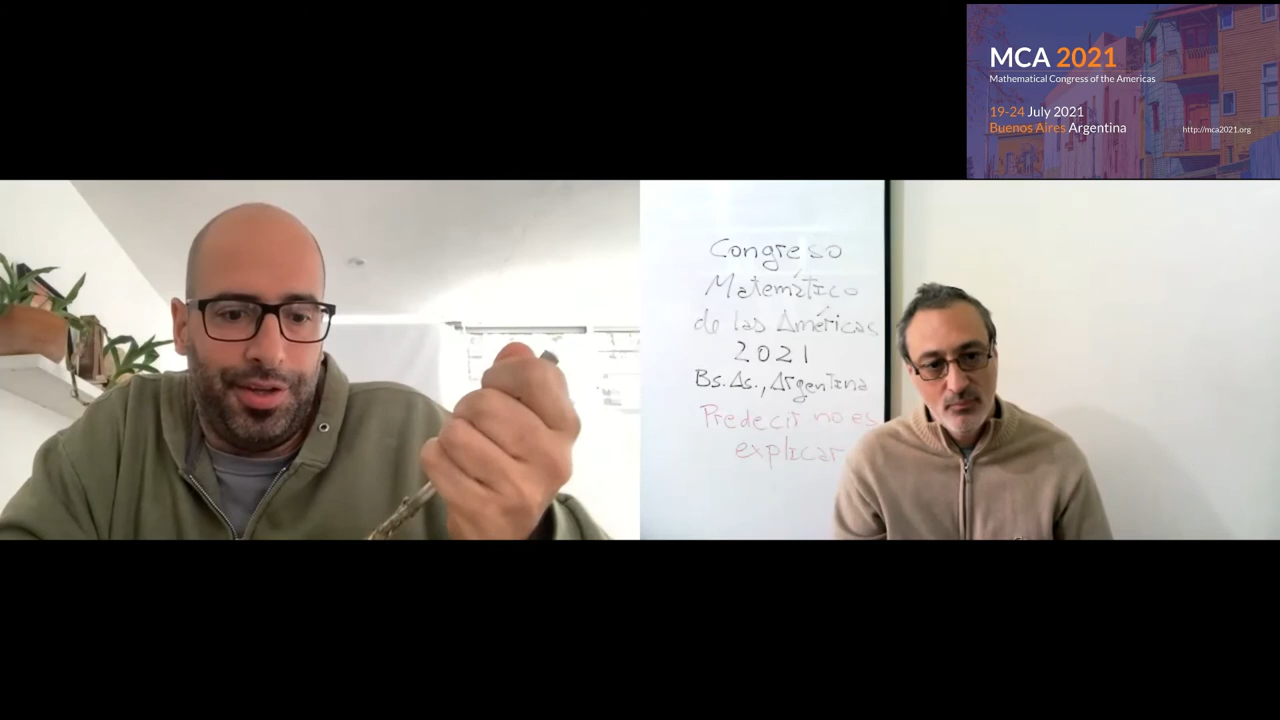 MCA 2021
Mathematical Congress of the Americas
19-24 July 2021
Buenos Aires Argentina
http://mca2021.org
Congreso
Matemático
de las Américas
2021
Bs.As., Argentina
Predecir no es
explicar